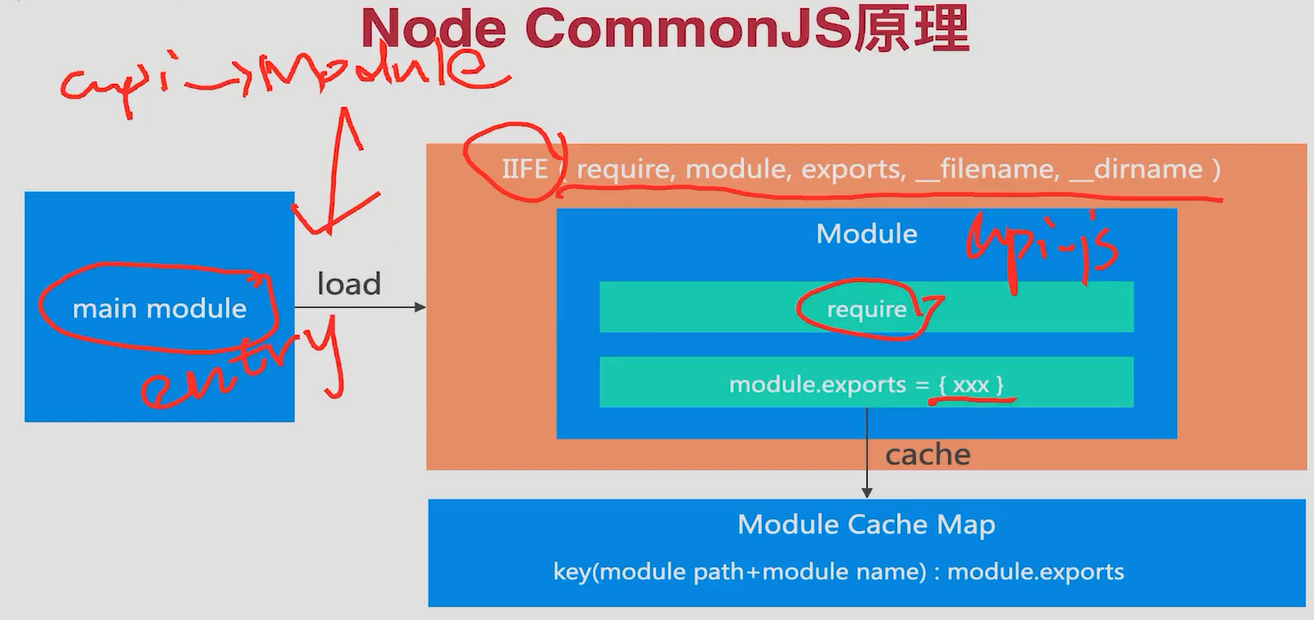 Node CommonJS原理
api→Module
IIFE ( require, module, exports, __filename, __dirname )
Module
api-js
main module
load
require
entry
module.exports = { xxx }
cache
Module Cache Map
key(module path+module name) : module.exports